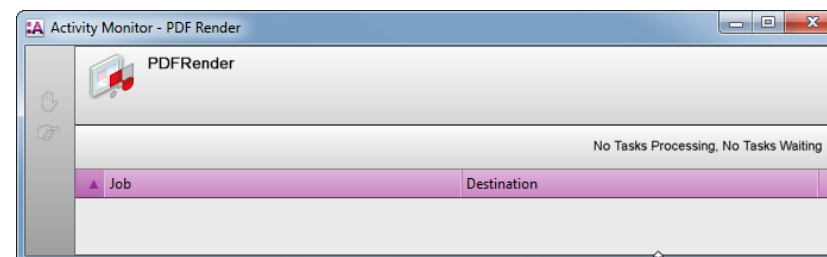 :A Activity Monitor - PDF Render
PDFRender
No Tasks Processing, No Tasks Waiting
Job
Destination